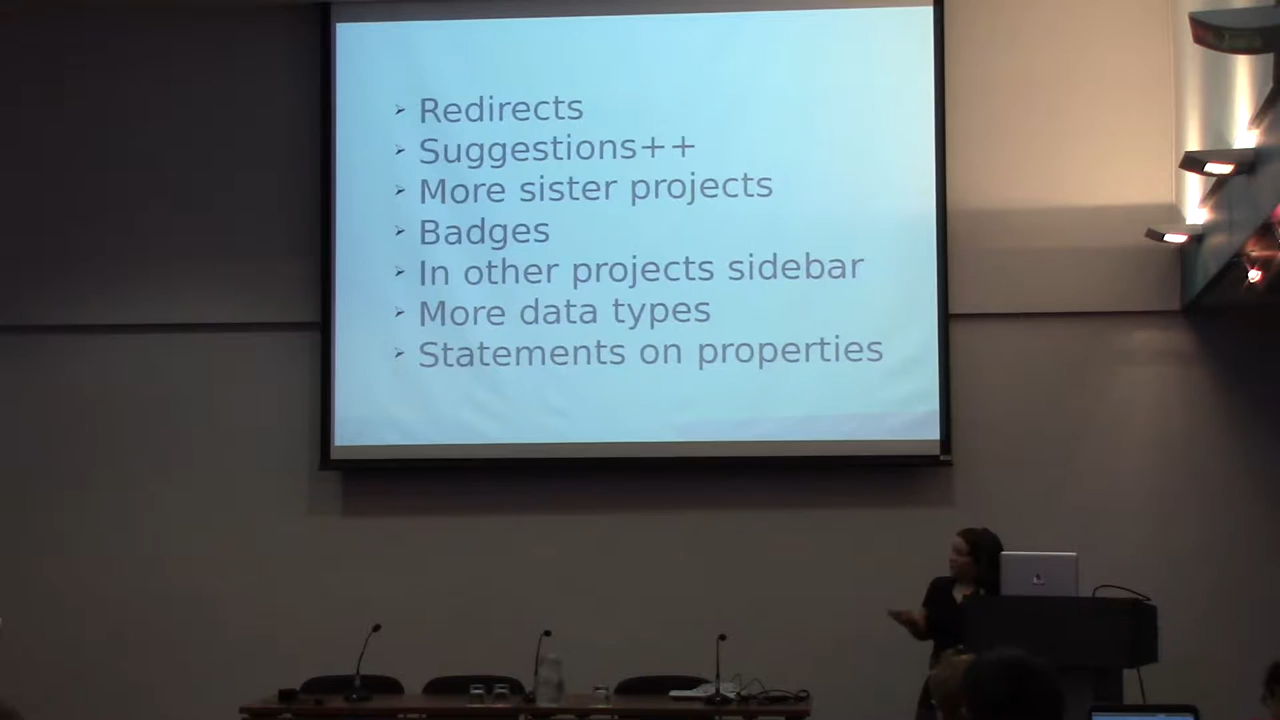 Redirects
Suggestions++
More sister projects
Badges
In other projects sidebar
More data types
Statements on properties